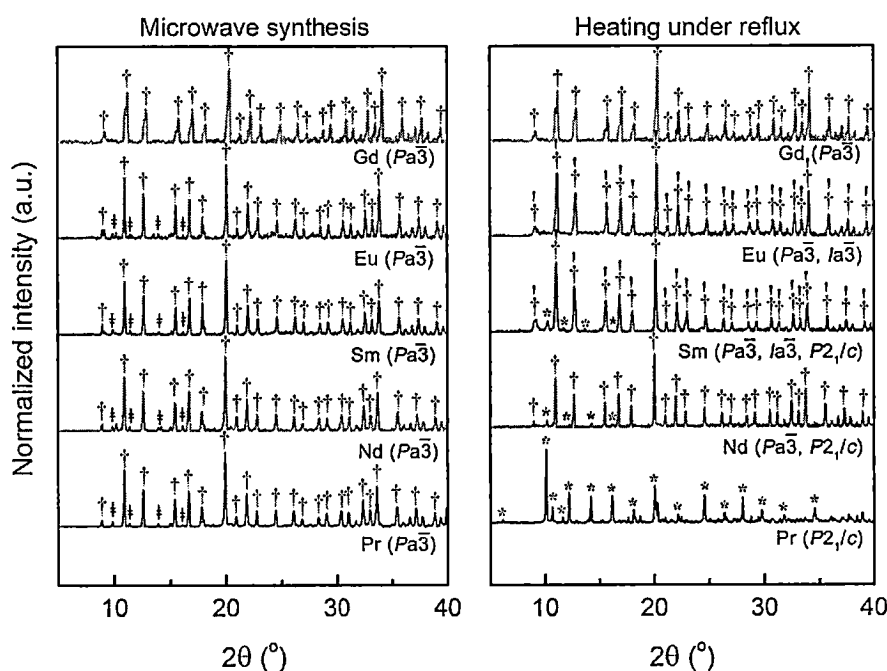 Microwave synthesis
Heating under reflux
Normalized intensity (a.u.)
Gd (Pa3̅)
Eu (Pa3̅)
Sm (Pa3̅)
Nd (Pa3̅)
Pr (Pa3̅)
10 20 30 40
2θ (°)
Gd (Pa3̅)
Eu (Pa3̅, Ia3̅)
Sm (Pa3̅, Ia3̅, P2₁/c)
Nd (Pa3̅, P2₁/c)
Pr (P2₁/c)
10 20 30 40
2θ (°)